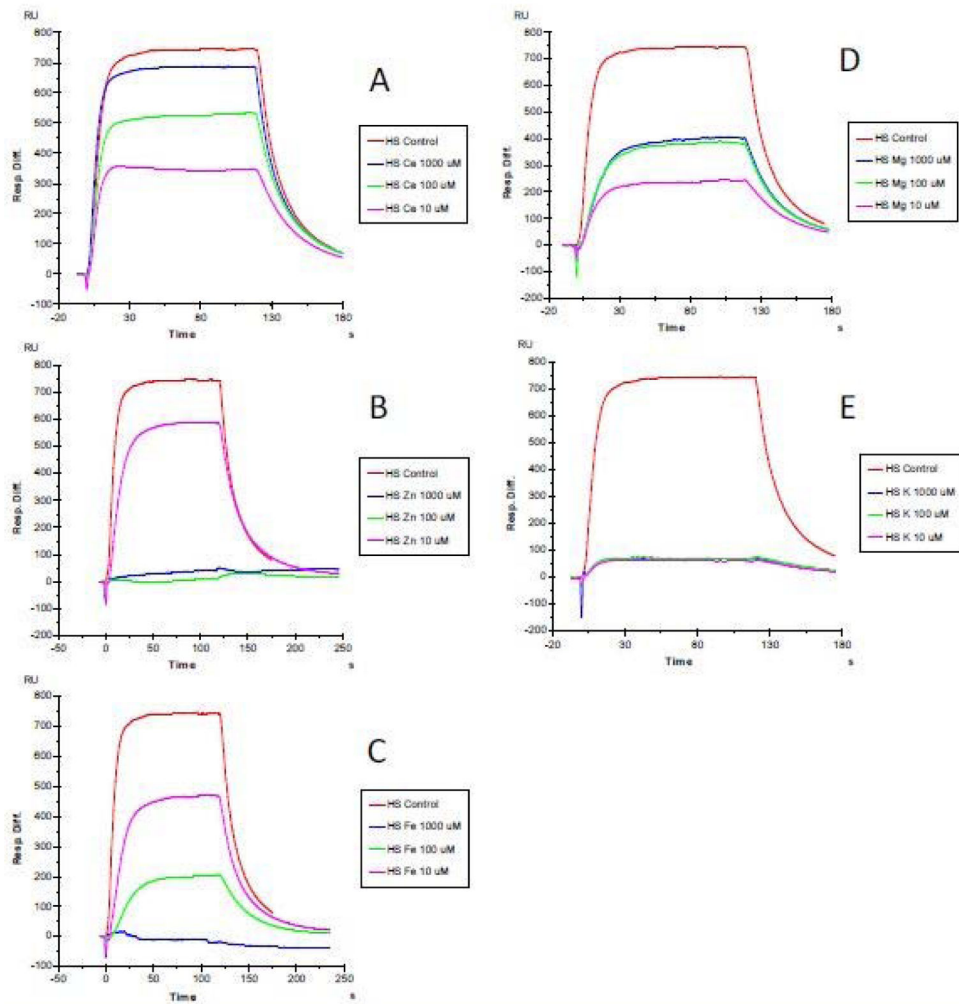 RU
800
700
600
500
400
300
200
100
0
-100
-20 30 80 130 180
Time s
Resp. Diff.
A
HS Control
HS Ca 1000 uM
HS Ca 100 uM
HS Ca 10 uM
RU
800
700
600
500
400
300
200
100
0
-100
-200
-20 30 80 130 180
Time s
Resp. Diff.
D
HS Control
HS Mg 1000 uM
HS Mg 100 uM
HS Mg 10 uM
RU
800
700
600
500
400
300
200
100
0
-100
-200
-50 0 50 100 150 200 250
Time s
Resp. Diff.
B
HS Control
HS Zn 1000 uM
HS Zn 100 uM
HS Zn 10 uM
RU
800
700
600
500
400
300
200
100
0
-100
-200
-20 30 80 130 180
Time s
Resp. Diff.
E
HS Control
HS K 1000 uM
HS K 100 uM
HS K 10 uM
RU
800
700
600
500
400
300
200
100
0
-100
-50 0 50 100 150 200 250
Time s
Resp. Diff.
C
HS Control
HS Fe 1000 uM
HS Fe 100 uM
HS Fe 10 uM